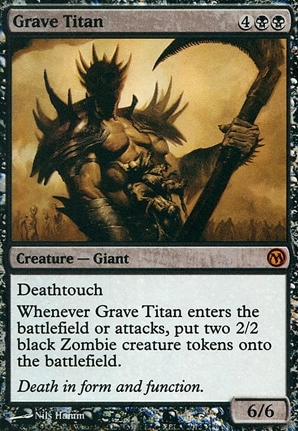 Grave Titan 4
Creature — Giant
Deathtouch
Whenever Grave Titan enters the
battlefield or attacks, put two 2/2
black Zombie creature tokens onto
the battlefield.
Death in form and function.
Nils Hamm
6/6